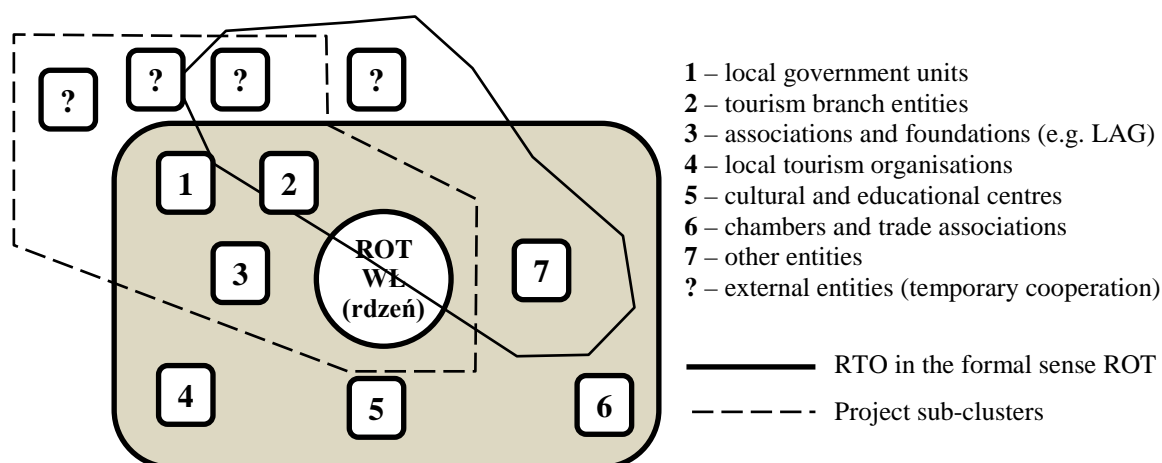 ?
?
?
?
1
2
3
ROT
WŁ
(rdzeń)
7
4
5
6
1 – local government units
2 – tourism branch entities
3 – associations and foundations (e.g. LAG)
4 – local tourism organisations
5 – cultural and educational centres
6 – chambers and trade associations
7 – other entities
? – external entities (temporary cooperation)
RTO in the formal sense ROT
Project sub-clusters